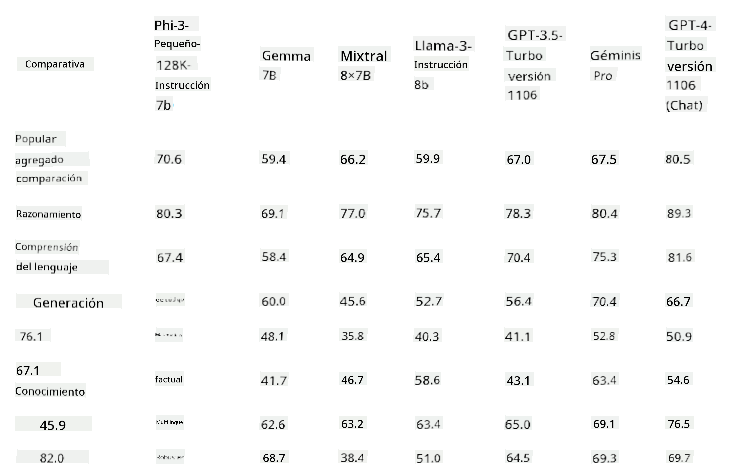 Comparativa
Phi-3-
Pequeño-
128K-
Instrucción
7b
Gemma
7B
Mixtral
8×7B
Llama-3-
Instrucción
8b
GPT-3.5-
Turbo
versión
1106
Géminis
Pro
GPT-4-
Turbo
versión
1106
(Chat)
Popular
agregado
comparación
70.6 59.4 66.2 59.9 67.0 67.5 80.5
Razonamiento 80.3 69.1 77.0 75.7 78.3 80.4 89.3
Comprensión
del lenguaje
67.4 58.4 64.9 65.4 70.4 75.3 81.6
Generación 60.0 45.6 52.7 56.4 70.4 66.7
76.1 48.1 35.8 40.3 41.1 52.8 50.9
67.1
Conocimiento
factual 41.7 46.7 58.6 43.1 63.4 54.6
45.9 62.6 63.2 63.4 65.0 69.1 76.5
82.0 68.7 38.4 51.0 64.5 69.3 69.7